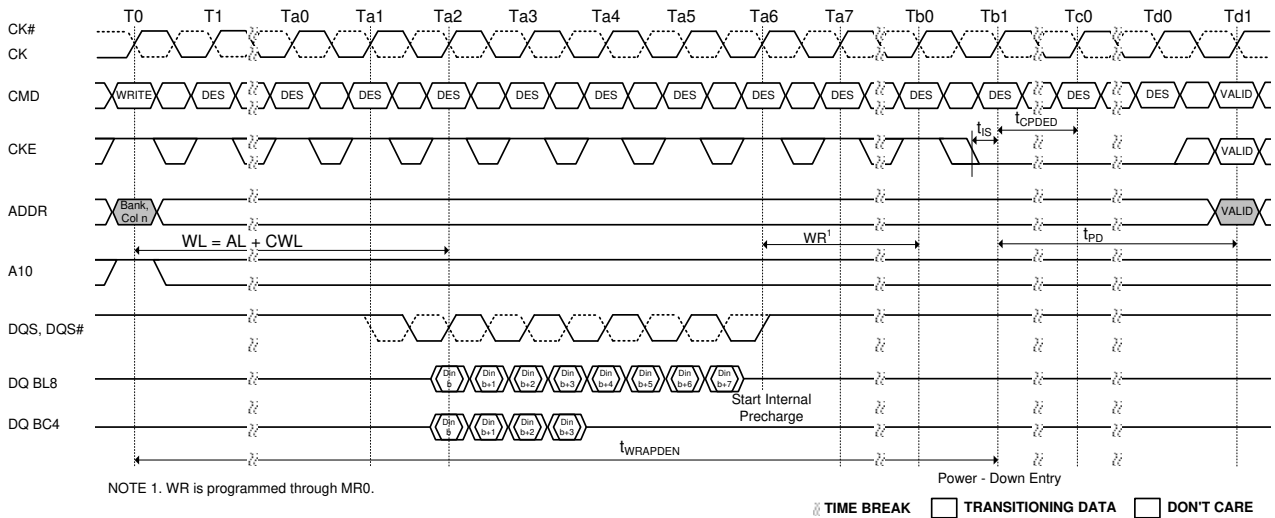 T0 T1 Ta0 Ta1 Ta2 Ta3 Ta4 Ta5 Ta6 Ta7 Tb0 Tb1 Tc0 Td0 Td1
CK#
CK
CMD WRITE DES DES DES DES DES DES DES DES DES DES DES DES DES VALID
tIS tCPDED
CKE VALID
ADDR Bank, Col n VALID
WL = AL + CWL WR¹ tPD
A10
DQS, DQS#
DQ BL8 Din b Din b+1 Din b+2 Din b+3 Din b+4 Din b+5 Din b+6 Din b+7
Start Internal
Precharge
DQ BC4 Din b Din b+1 Din b+2 Din b+3
tWRAPDEN
Power - Down Entry
NOTE 1. WR is programmed through MR0.
TIME BREAK TRANSITIONING DATA DON'T CARE